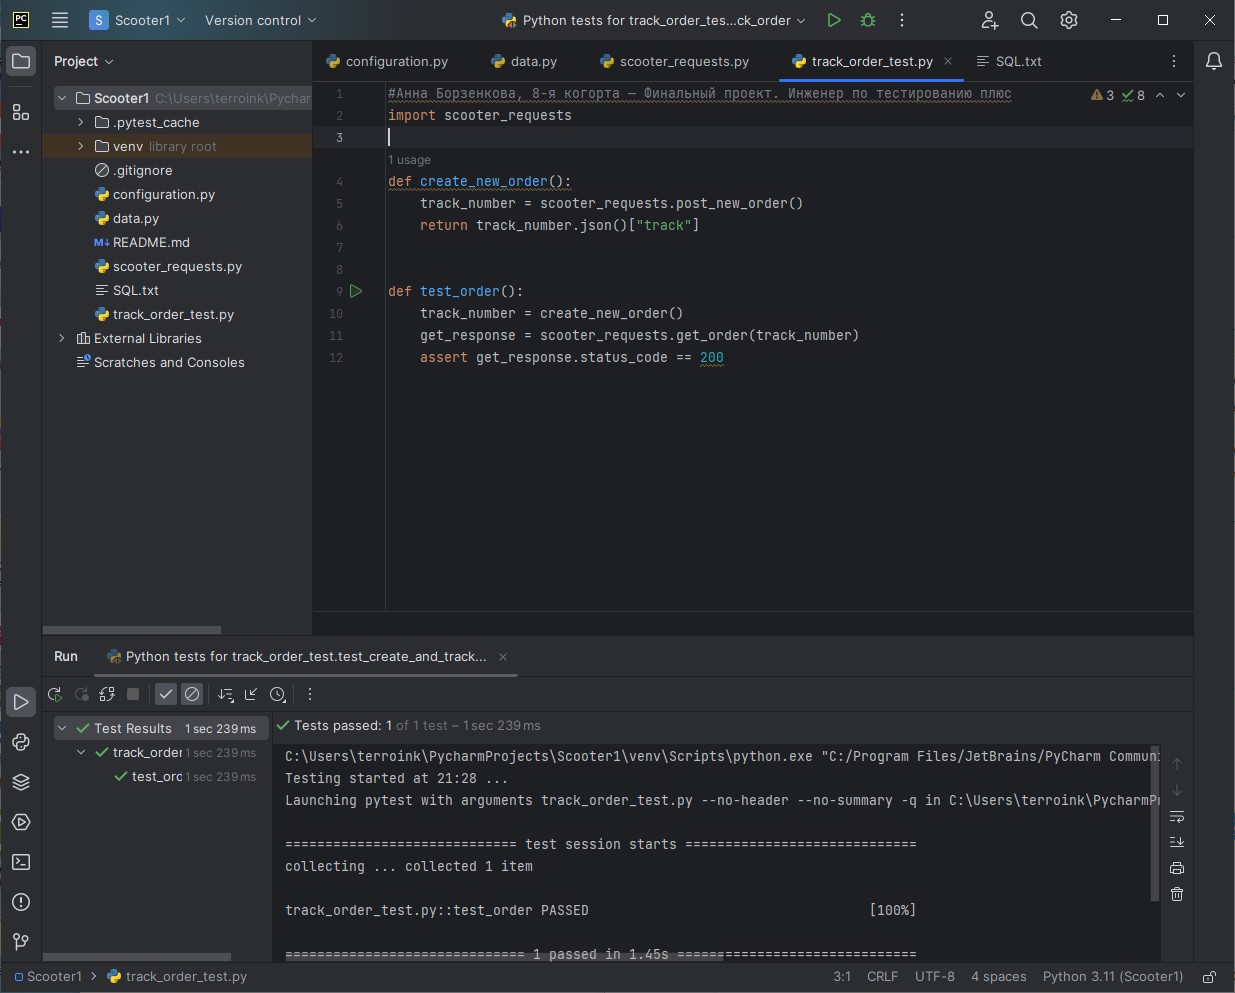 PC
S Scooter1 Version control Python tests for track_order_tes...ck_order
Project
configuration.py data.py scooter_requests.py track_order_test.py SQL.txt
Scooter1 C:\Users\terroink\Pychar
.pytest_cache
venv library root
.gitignore
configuration.py
data.py
M↓ README.md
scooter_requests.py
SQL.txt
track_order_test.py
External Libraries
Scratches and Consoles
3 8
1 #Анна Борзенкова, 8-я когорта — Финальный проект. Инженер по тестированию плюс
2 import scooter_requests
3
1 usage
4 def create_new_order():
5 track_number = scooter_requests.post_new_order()
6 return track_number.json()["track"]
7
8
9 def test_order():
10 track_number = create_new_order()
11 get_response = scooter_requests.get_order(track_number)
12 assert get_response.status_code == 200
Run Python tests for track_order_test.test_create_and_track...
Test Results 1 sec 239 ms
track_order 1 sec 239 ms
test_orc 1 sec 239 ms
Tests passed: 1 of 1 test – 1 sec 239 ms
C:\Users\terroink\PycharmProjects\Scooter1\venv\Scripts\python.exe "C:/Program Files/JetBrains/PyCharm Communi
Testing started at 21:28 ...
Launching pytest with arguments track_order_test.py --no-header --no-summary -q in C:\Users\terroink\PycharmPr
============================= test session starts =============================
collecting ... collected 1 item
track_order_test.py::test_order PASSED [100%]
============================== 1 passed in 1.45s ==============================
Scooter1 > track_order_test.py
3:1 CRLF UTF-8 4 spaces Python 3.11 (Scooter1)